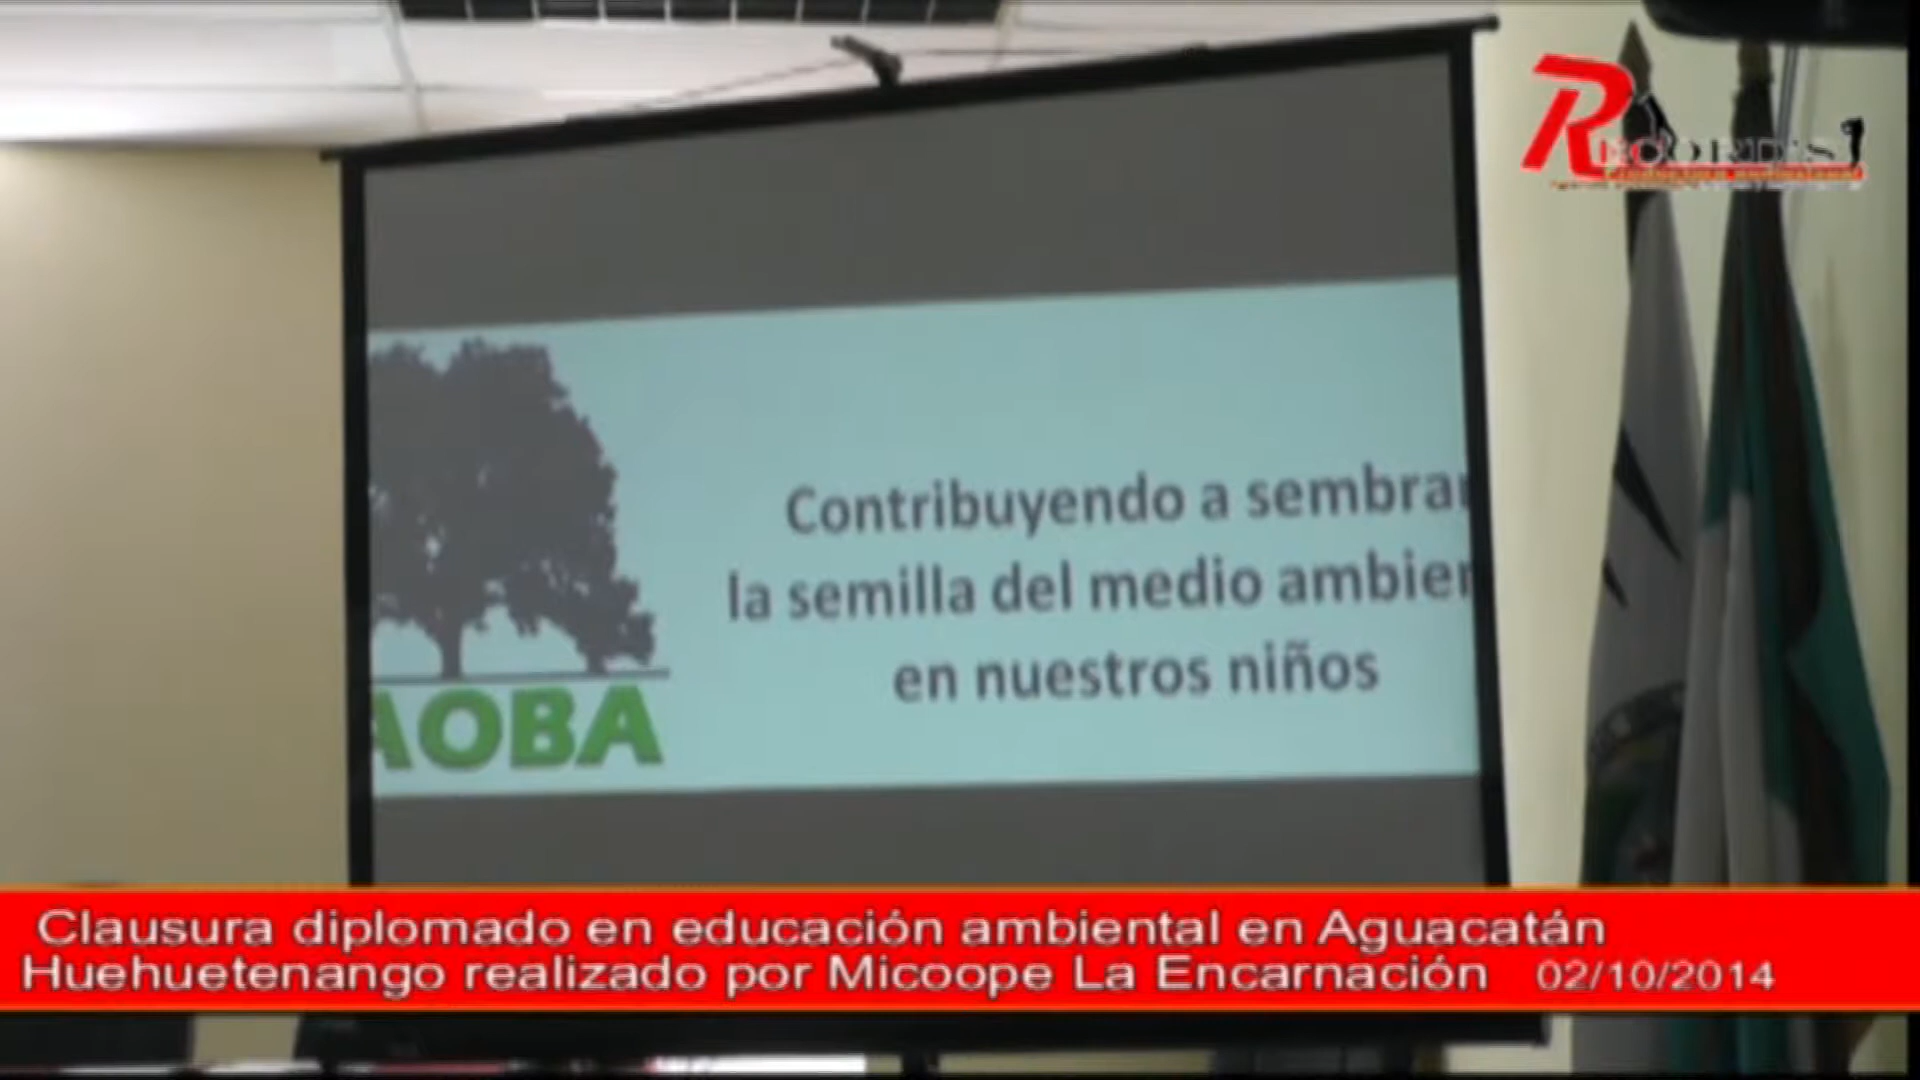 RECORDS
Contribuyendo a sembrar
la semilla del medio ambien
en nuestros niños
AOBA
Clausura diplomado en educación ambiental en Aguacatán
Huehuetenango realizado por Micoope La Encarnación 02/10/2014